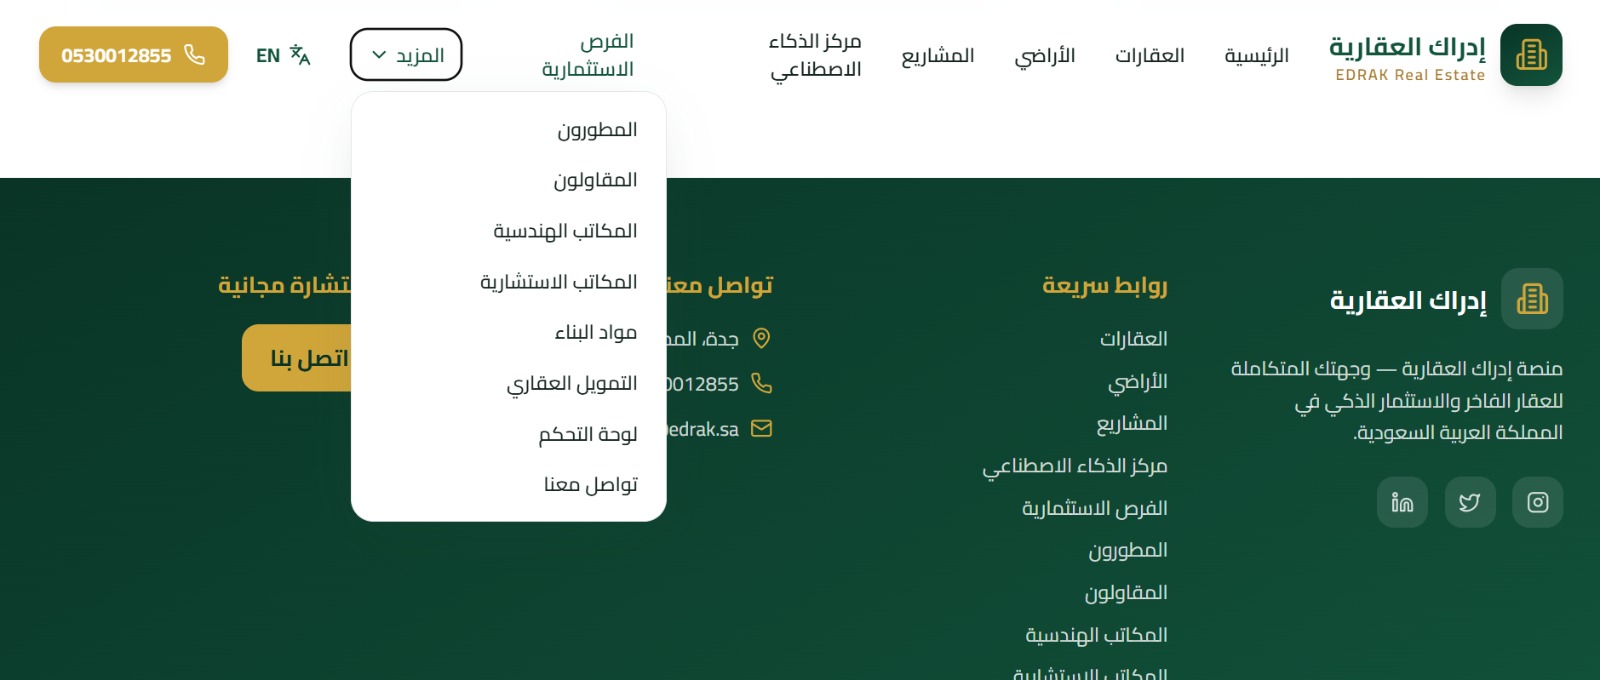 إدراك العقارية
EDRAK Real Estate
الرئيسية
العقارات
الأراضي
المشاريع
مركز الذكاء
الاصطناعي
الفرص
الاستثمارية
المزيد
EN
0530012855
المطورون
المقاولون
المكاتب الهندسية
المكاتب الاستشارية
مواد البناء
التمويل العقاري
لوحة التحكم
تواصل معنا
إدراك العقارية
منصة إدراك العقارية — وجهتك المتكاملة
للعقار الفاخر والاستثمار الذكي في
المملكة العربية السعودية.
روابط سريعة
العقارات
الأراضي
المشاريع
مركز الذكاء الاصطناعي
الفرص الاستثمارية
المطورون
المقاولون
المكاتب الهندسية
المكاتب الاستشارية
تواصل معنا
جدة،
0012855
edrak.sa
مجانية
اتصل بنا